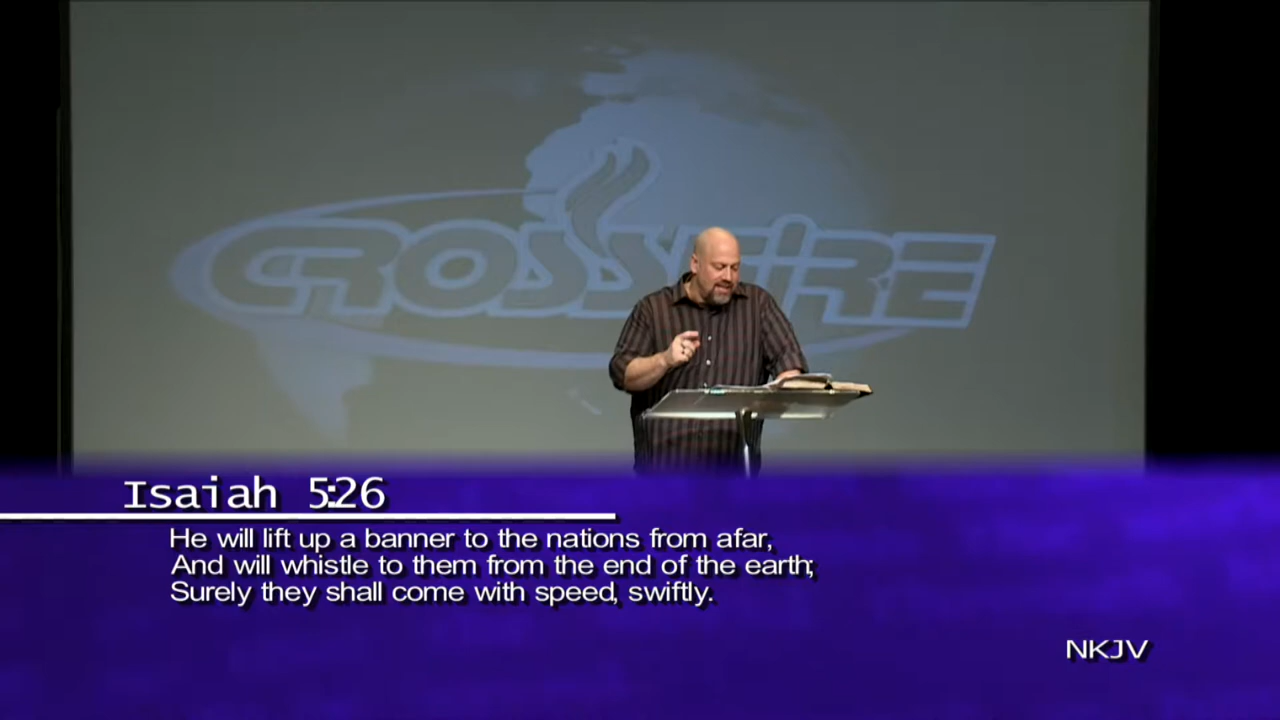 CROSSFIRE
Isaiah 5:26
He will lift up a banner to the nations from afar,
And will whistle to them from the end of the earth;
Surely they shall come with speed, swiftly.
NKJV